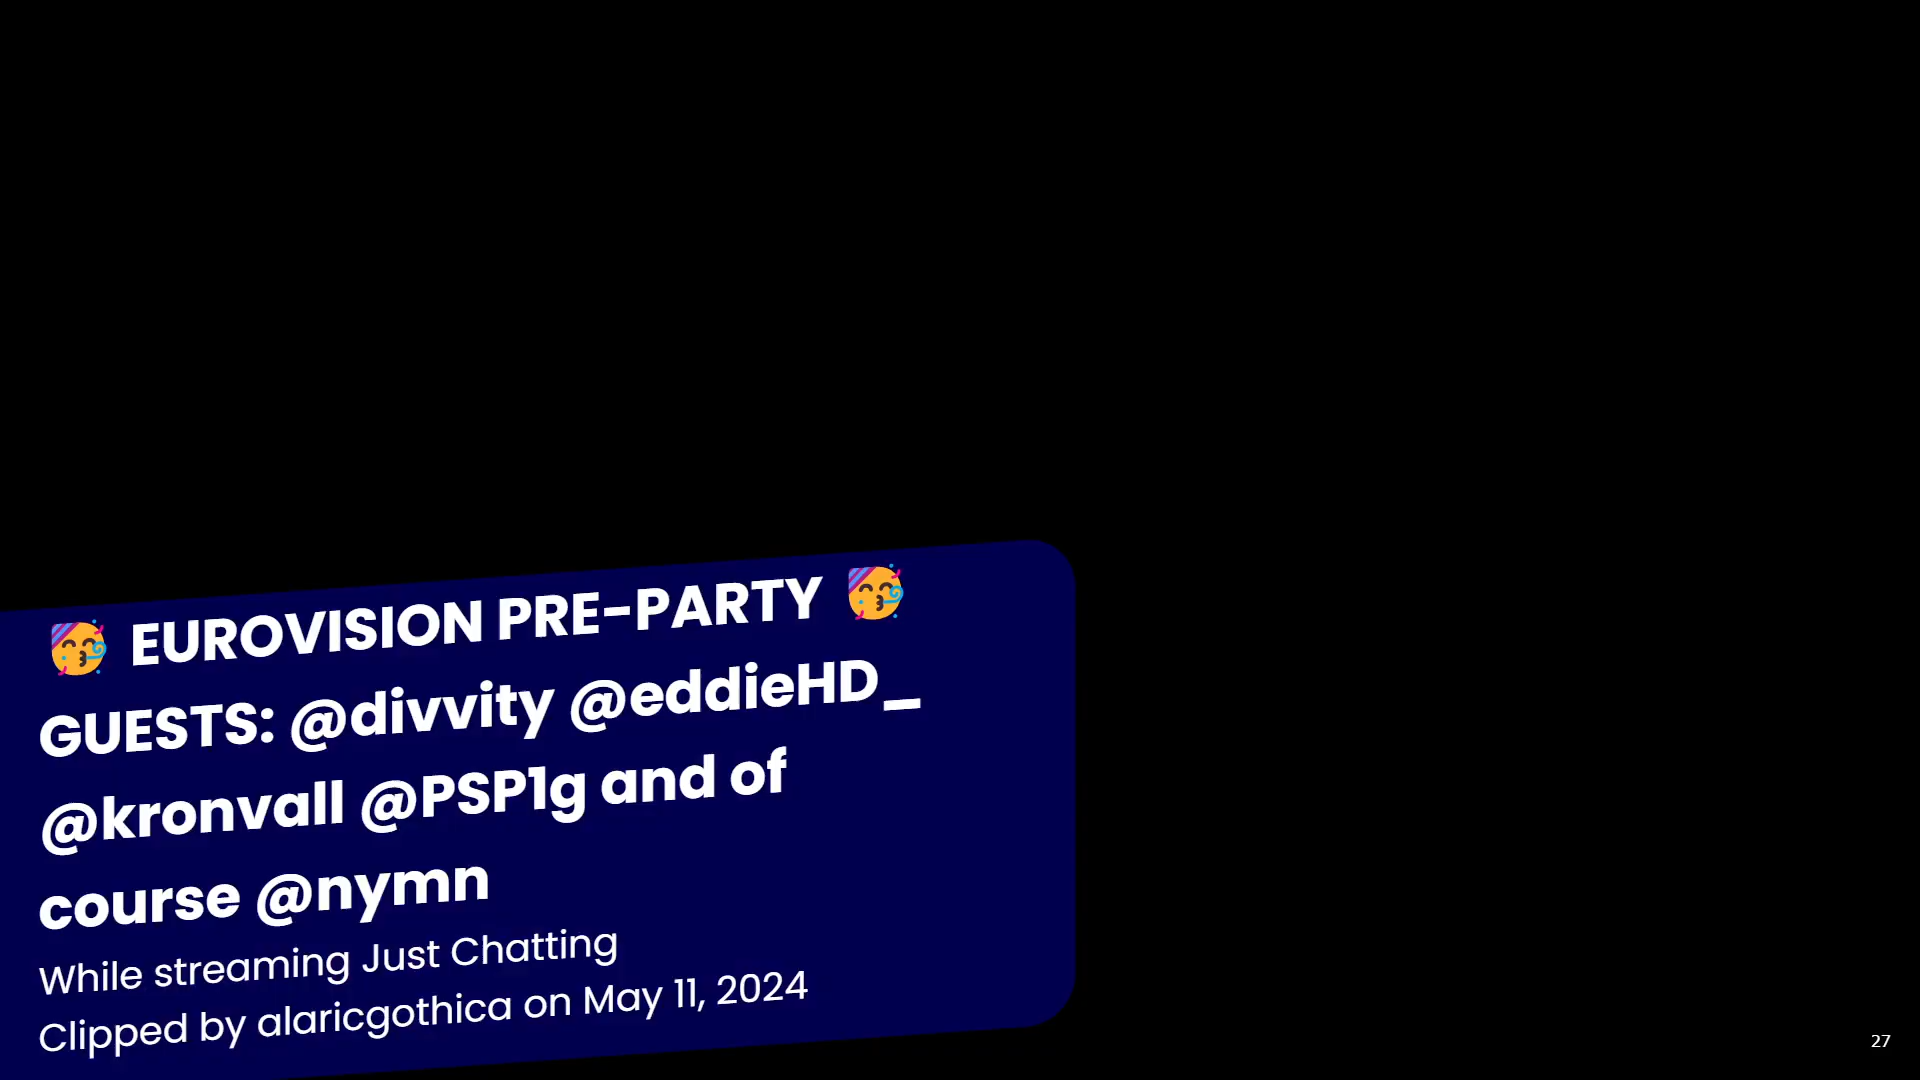 🥳 EUROVISION PRE-PARTY 🥳
GUESTS: @divvity @eddieHD_
@kronvall @PSP1g and of
course @nymn
While streaming Just Chatting
Clipped by alaricgothica on May 11, 2024
27